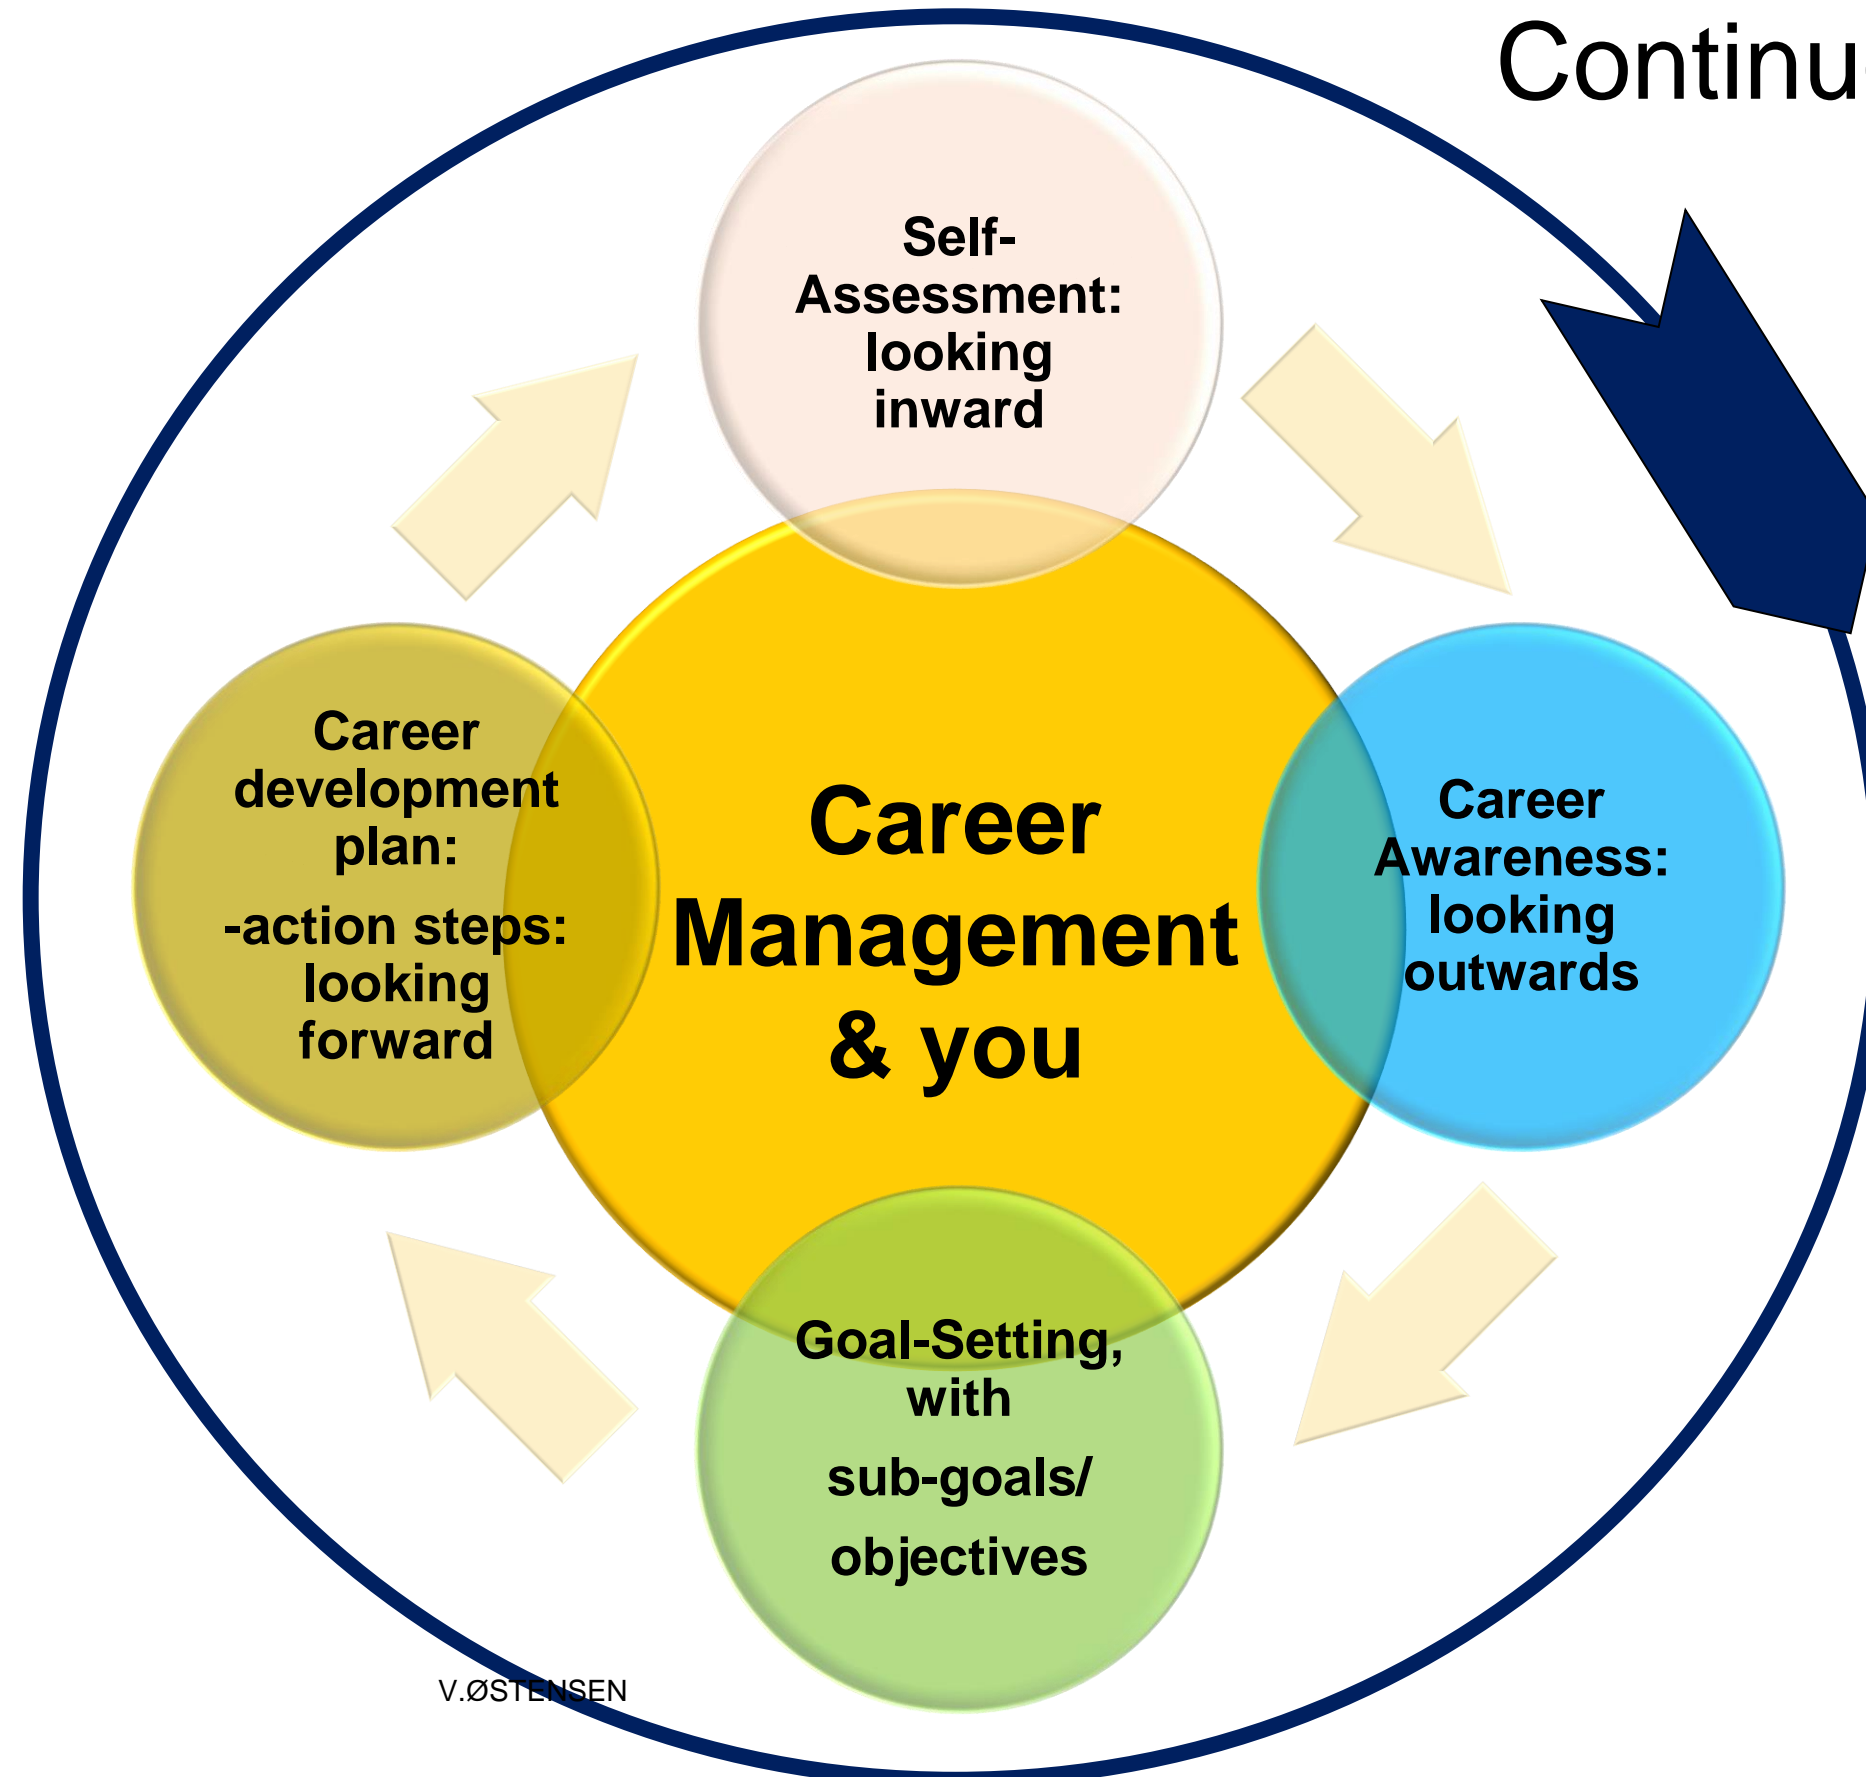 Self-
Assessment:
looking
inward
Career
Awareness:
looking
outwards
Goal-Setting,
with
sub-goals/
objectives
Career
development
plan:
-action steps:
looking
forward
Career
Management
& you
V.ØSTENSEN